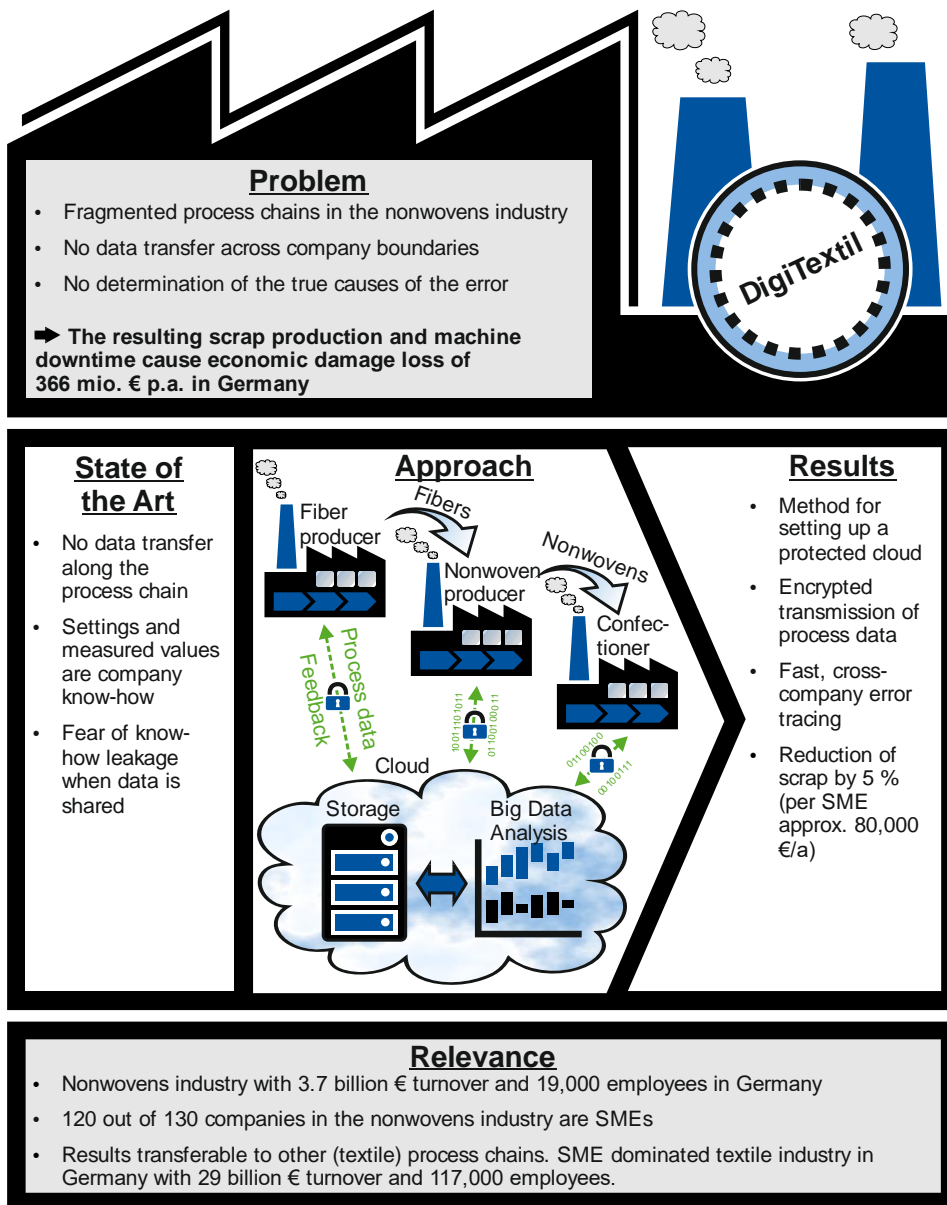 Problem
• Fragmented process chains in the nonwovens industry
• No data transfer across company boundaries
• No determination of the true causes of the error
➨ The resulting scrap production and machine
downtime cause economic damage loss of
366 mio. € p.a. in Germany
DigiTextil
State of
the Art
• No data transfer
along the
process chain
• Settings and
measured values
are company
know-how
• Fear of know-
how leakage
when data is
shared
Approach
Fiber
producer
Fibers
Nonwoven
producer
Nonwovens
Confec-
tioner
Process data
Feedback
10011101011
01100100011
01100100
00100111
Cloud
Storage
Big Data
Analysis
Results
• Method for
setting up a
protected cloud
• Encrypted
transmission of
process data
• Fast, cross-
company error
tracing
• Reduction of
scrap by 5 %
(per SME
approx. 80,000
€/a)
Relevance
• Nonwovens industry with 3.7 billion € turnover and 19,000 employees in Germany
• 120 out of 130 companies in the nonwovens industry are SMEs
• Results transferable to other (textile) process chains. SME dominated textile industry in
Germany with 29 billion € turnover and 117,000 employees.